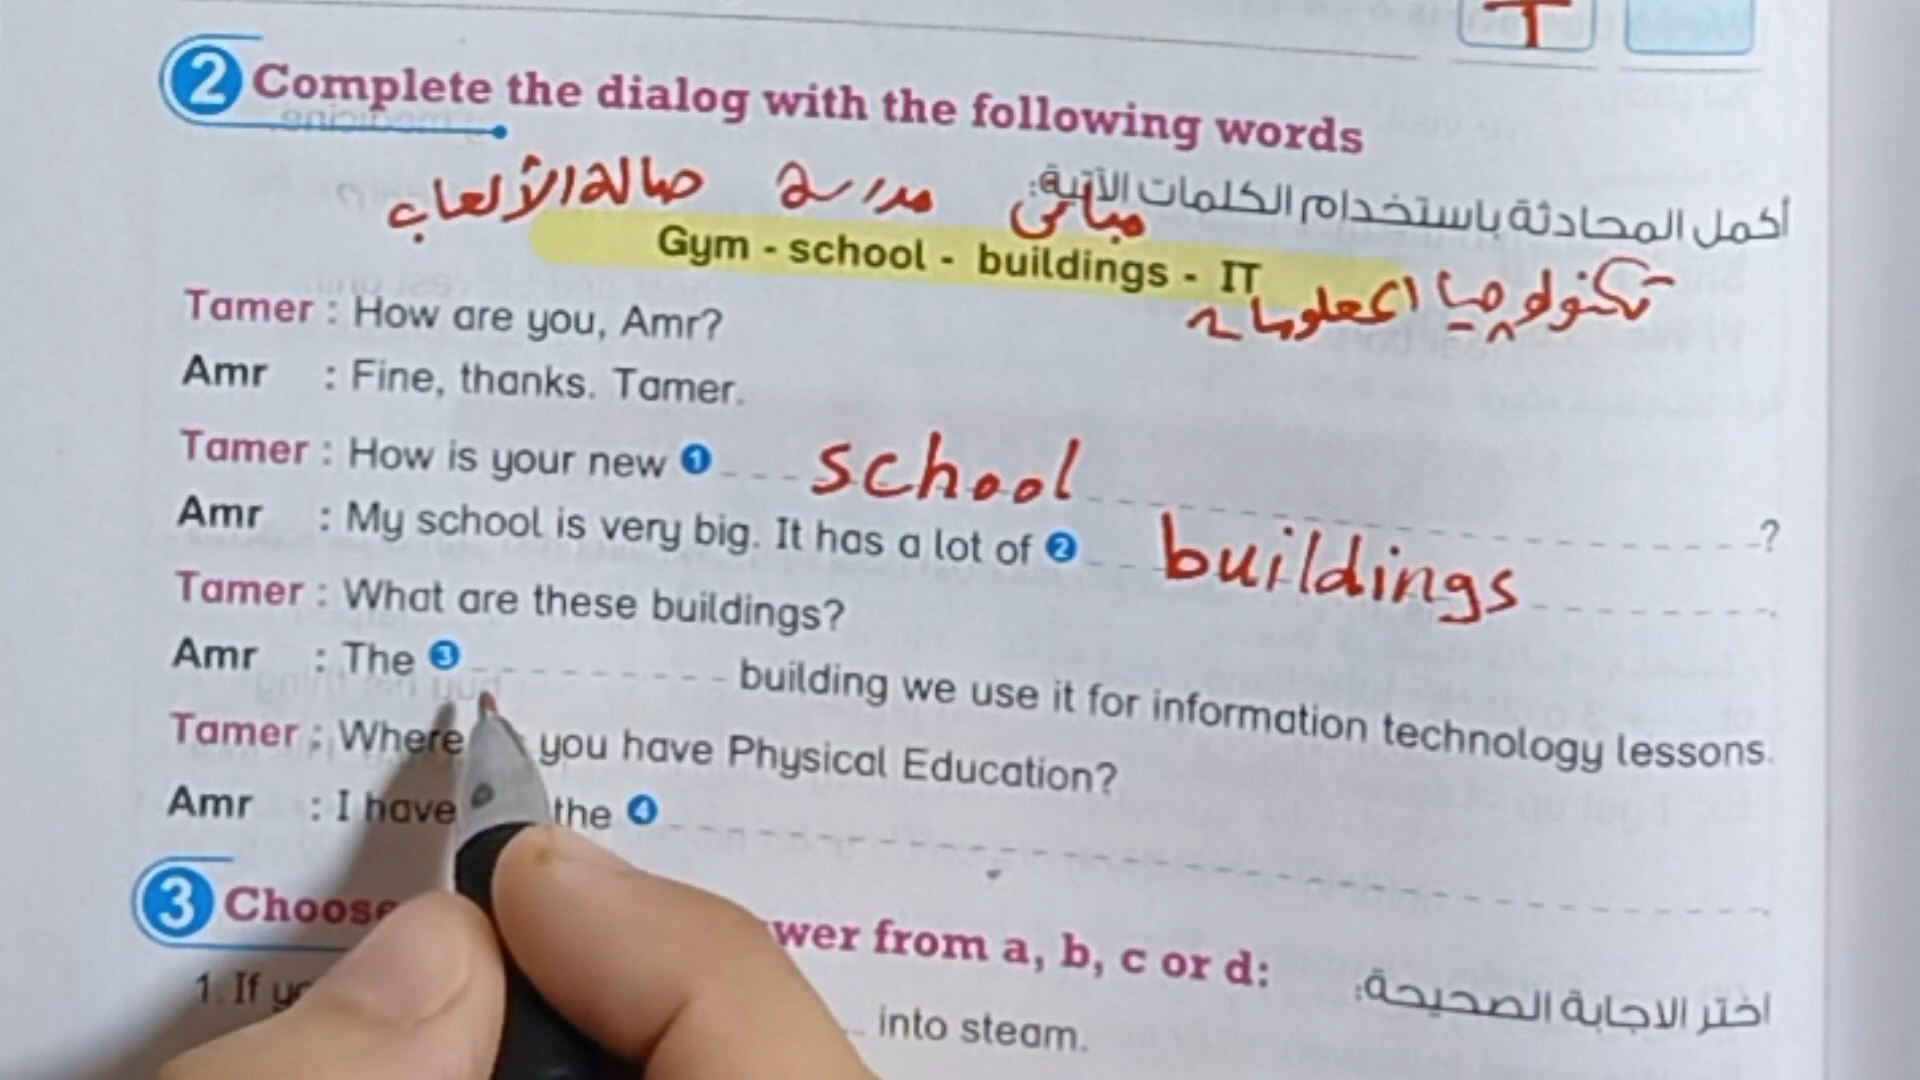 T
2 Complete the dialog with the following words
أكمل المحادثة باستخدام الكلمات الآتية:
صالة الألعاب مدرسة مبانى
Gym - school - buildings - IT
تكنولوجيا المعلومات
Tamer : How are you, Amr?
Amr : Fine, thanks. Tamer.
Tamer : How is your new 1 school ?
Amr : My school is very big. It has a lot of 2 buildings .
Tamer : What are these buildings?
Amr : The 3 building we use it for information technology lessons.
Tamer : Where you have Physical Education?
Amr : I have the 4 .
3 Choose wer from a, b, c or d:
اختر الاجابة الصحيحة:
1. If into steam.